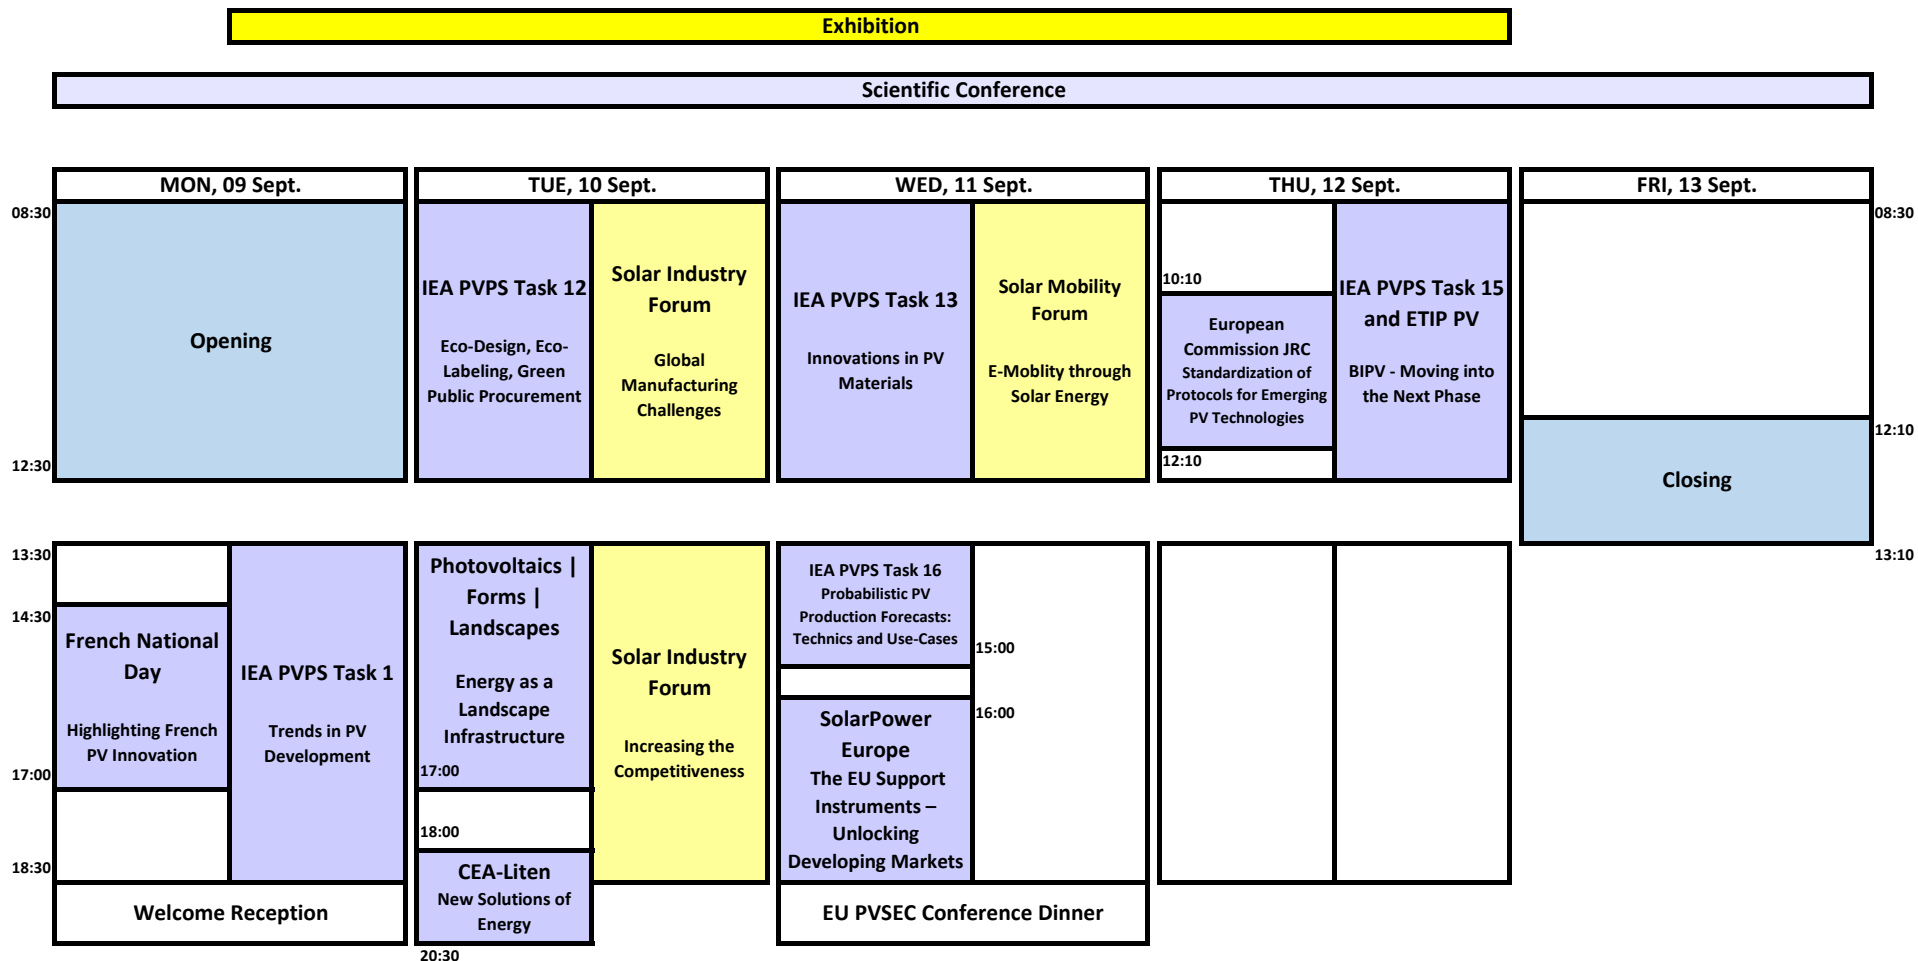 Exhibition
Scientific Conference
MON, 09 Sept.
TUE, 10 Sept.
WED, 11 Sept.
THU, 12 Sept.
FRI, 13 Sept.
08:30
12:30
Opening
IEA PVPS Task 12
Eco-Design, Eco-
Labeling, Green
Public Procurement
Solar Industry
Forum
Global
Manufacturing
Challenges
IEA PVPS Task 13
Innovations in PV
Materials
Solar Mobility
Forum
E-Moblity through
Solar Energy
10:10
European
Commission JRC
Standardization of
Protocols for Emerging
PV Technologies
12:10
IEA PVPS Task 15
and ETIP PV
BIPV - Moving into
the Next Phase
08:30
12:10
Closing
13:10
13:30
14:30
17:00
18:30
French National
Day
Highlighting French
PV Innovation
IEA PVPS Task 1
Trends in PV
Development
Welcome Reception
Photovoltaics |
Forms |
Landscapes
Energy as a
Landscape
Infrastructure
17:00
18:00
CEA-Liten
New Solutions of
Energy
20:30
Solar Industry
Forum
Increasing the
Competitiveness
IEA PVPS Task 16
Probabilistic PV
Production Forecasts:
Technics and Use-Cases
15:00
16:00
SolarPower
Europe
The EU Support
Instruments –
Unlocking
Developing Markets
EU PVSEC Conference Dinner